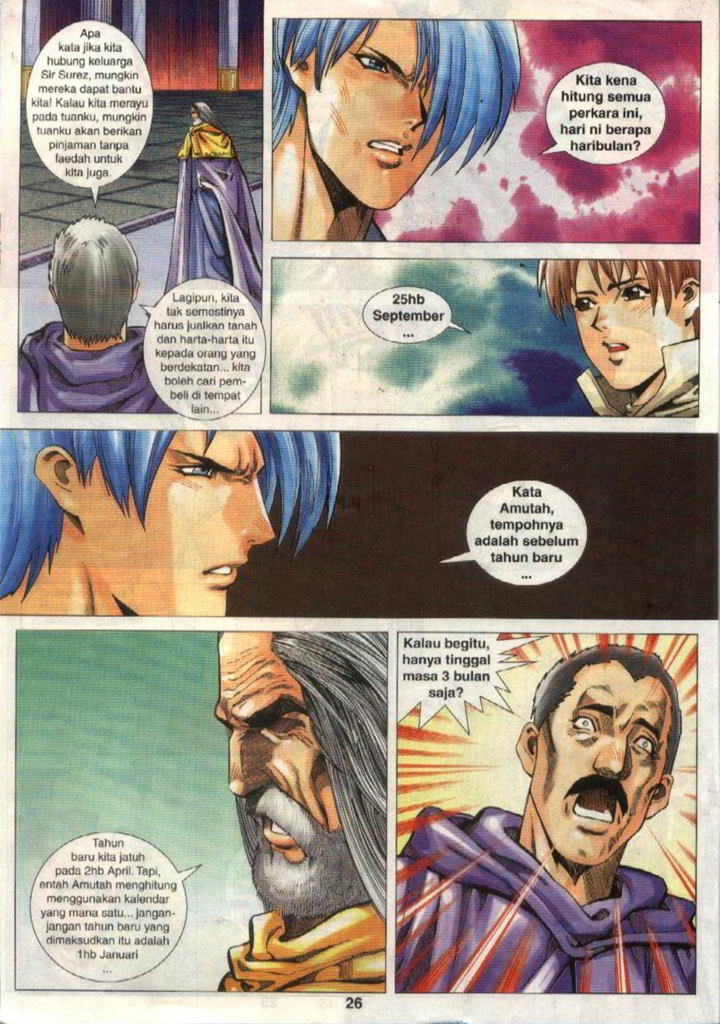 Apa
kata jika kita
hubung keluarga
Sir Surez, mungkin
mereka dapat bantu
kita! Kalau kita merayu
pada tuanku, mungkin
tuanku akan berikan
pinjaman tanpa
faedah untuk
kita juga.
Lagipun, kita
tak semostinya
harus jualkan tanah
dan harta-harta itu
kepada orang yang
berdekatan... kita
boleh cari pem-
beli di tempat
lain...
Kita kena
hitung semua
perkara ini,
hari ni berapa
haribulan?
25hb
September
...
Kata
Amutah,
tempohnya
adalah sebelum
tahun baru
...
Tahun
baru kita jatuh
pada 2hb April. Tapi,
entah Amutah menghitung
menggunakan kalendar
yang mana satu... jangan-
jangan tahun baru yang
dimaksudkan itu adalah
1hb Januari
...
Kalau begitu,
hanya tinggal
masa 3 bulan
saja?
26